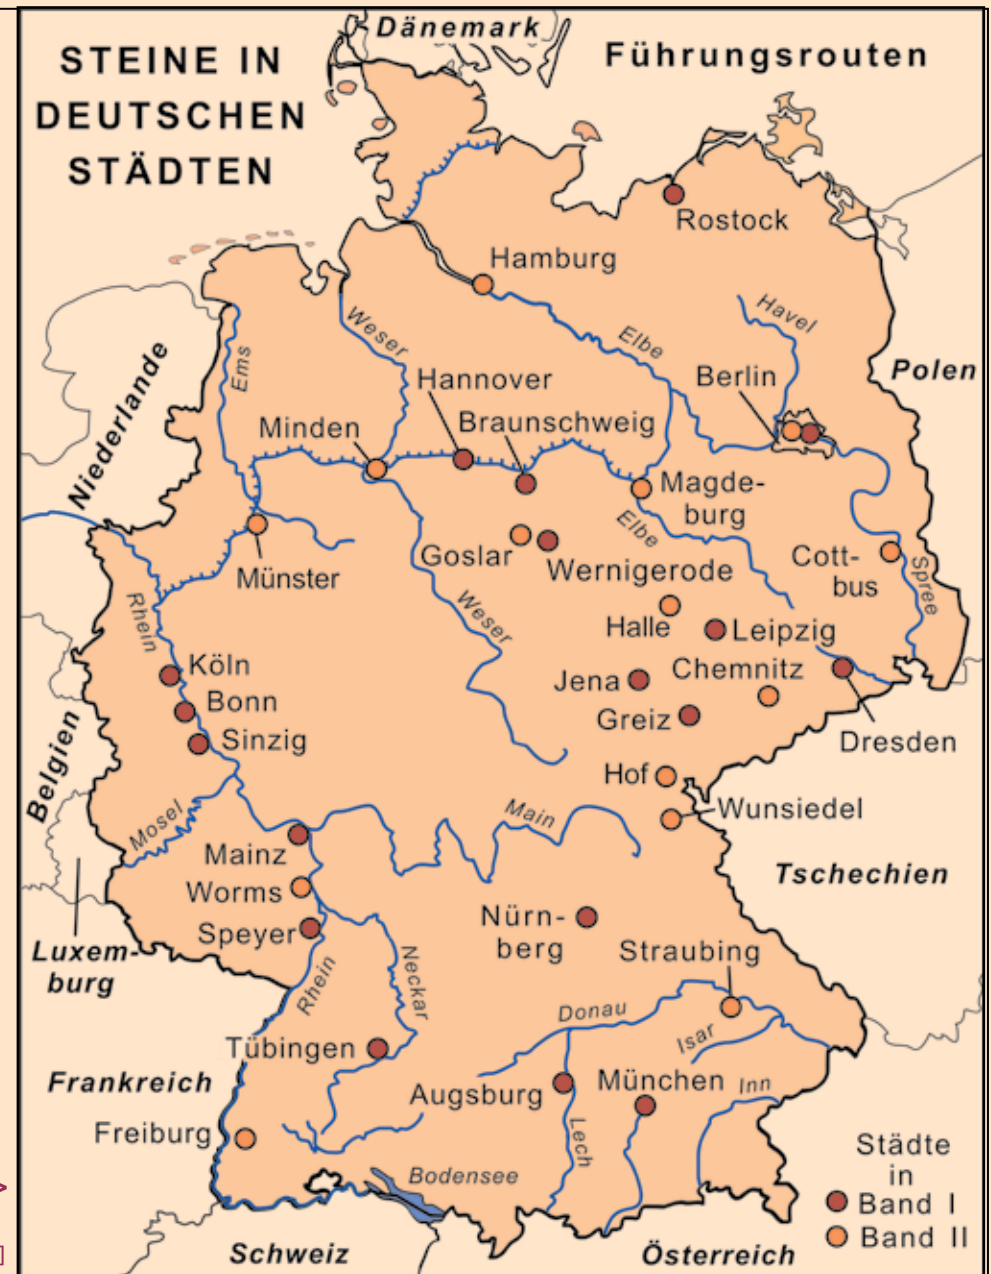 STEINE IN
DEUTSCHEN
STÄDTEN
Dänemark
Führungsrouten
Rostock
Hamburg
Havel
Weser
Elbe
Ems
Niederlande
Polen
Hannover
Berlin
Braunschweig
Minden
Magde-
burg
Elbe
Goslar
Wernigerode
Cott-
bus
Spree
Münster
Rhein
Weser
Halle
Leipzig
Köln
Jena
Chemnitz
Bonn
Greiz
Sinzig
Dresden
Belgien
Hof
Wunsiedel
Mosel
Main
Mainz
Tschechien
Worms
Nürn-
berg
Speyer
Straubing
Luxem-
burg
Rhein
Neckar
Donau
Isar
Tübingen
Frankreich
Augsburg
München
Inn
Freiburg
Lech
Bodensee
Städte
in
Band I
Band II
Schweiz
Österreich